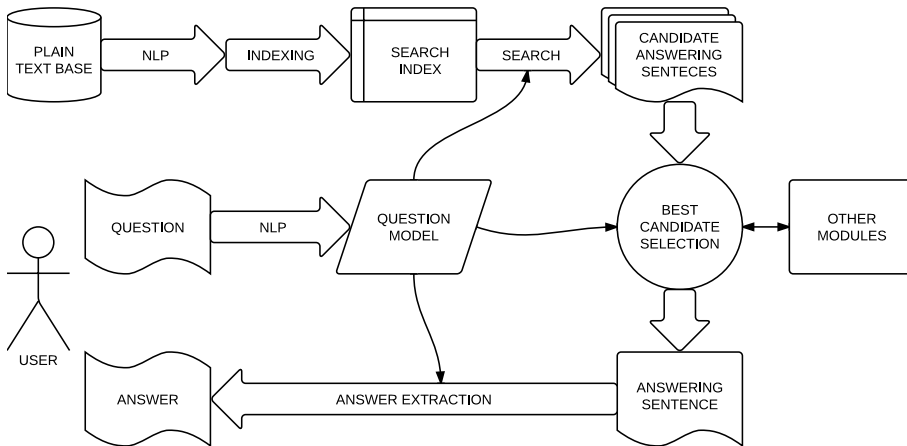 PLAIN
TEXT BASE
NLP
INDEXING
SEARCH
INDEX
SEARCH
CANDIDATE
ANSWERING
SENTECES
QUESTION
NLP
QUESTION
MODEL
BEST
CANDIDATE
SELECTION
OTHER
MODULES
USER
ANSWER
ANSWER EXTRACTION
ANSWERING
SENTENCE